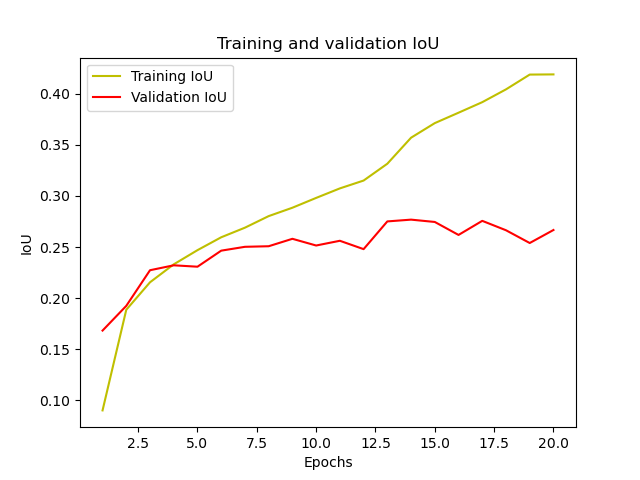 Training and validation IoU
Training IoU
Validation IoU
0.40
0.35
0.30
0.25
0.20
0.15
0.10
IoU
2.5 5.0 7.5 10.0 12.5 15.0 17.5 20.0
Epochs